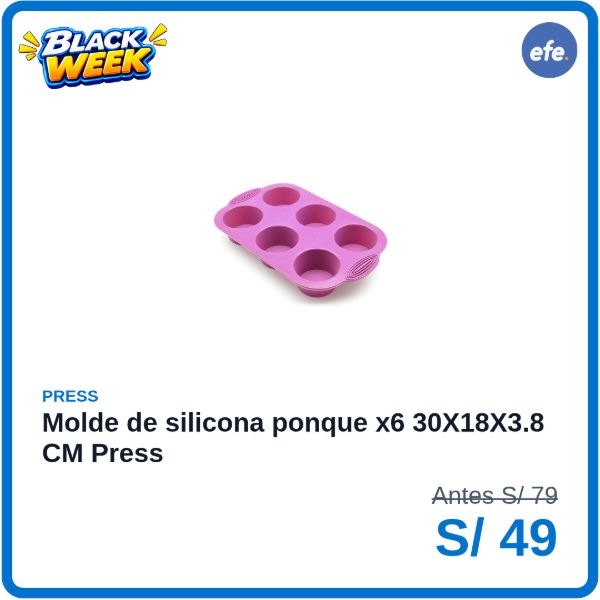 BLACK
WEEK
efe.
PRESS
Molde de silicona ponque x6 30X18X3.8
CM Press
Antes S/ 79
S/ 49